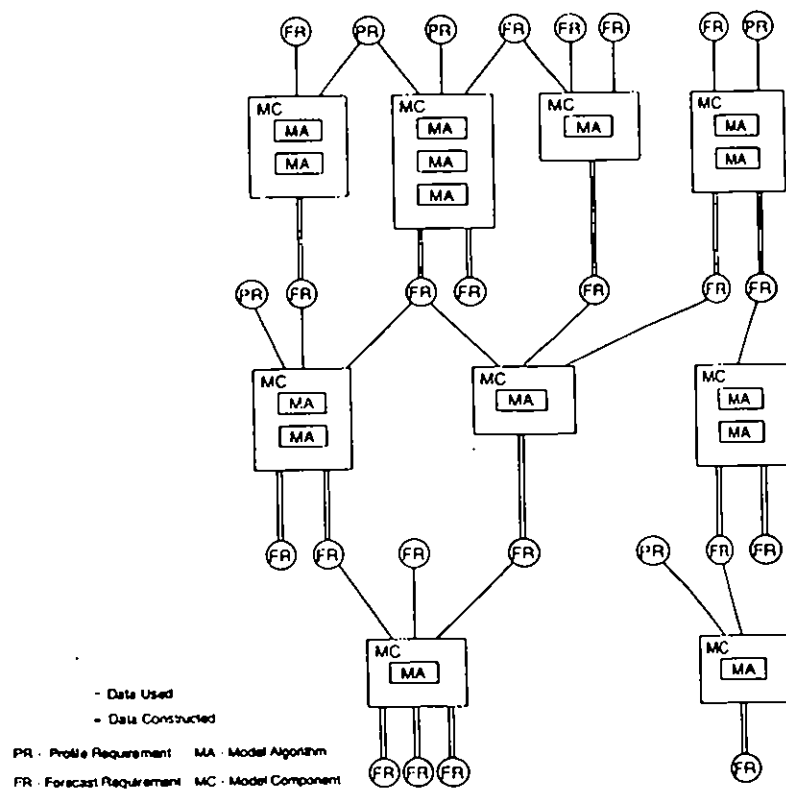 FR PR PR FR FR FR FR PR
MC MC MC MC
MA MA MA MA
MA MA MA
MA
PR FR FR FR FR FR FR
MC MC MC
MA MA MA
MA MA
FR FR FR FR PR FR FR
MC MC
MA MA
FR FR FR FR
- Data Used
= Data Constructed
PR - Profile Requirement MA - Model Algorithm
FR - Forecast Requirement MC - Model Component